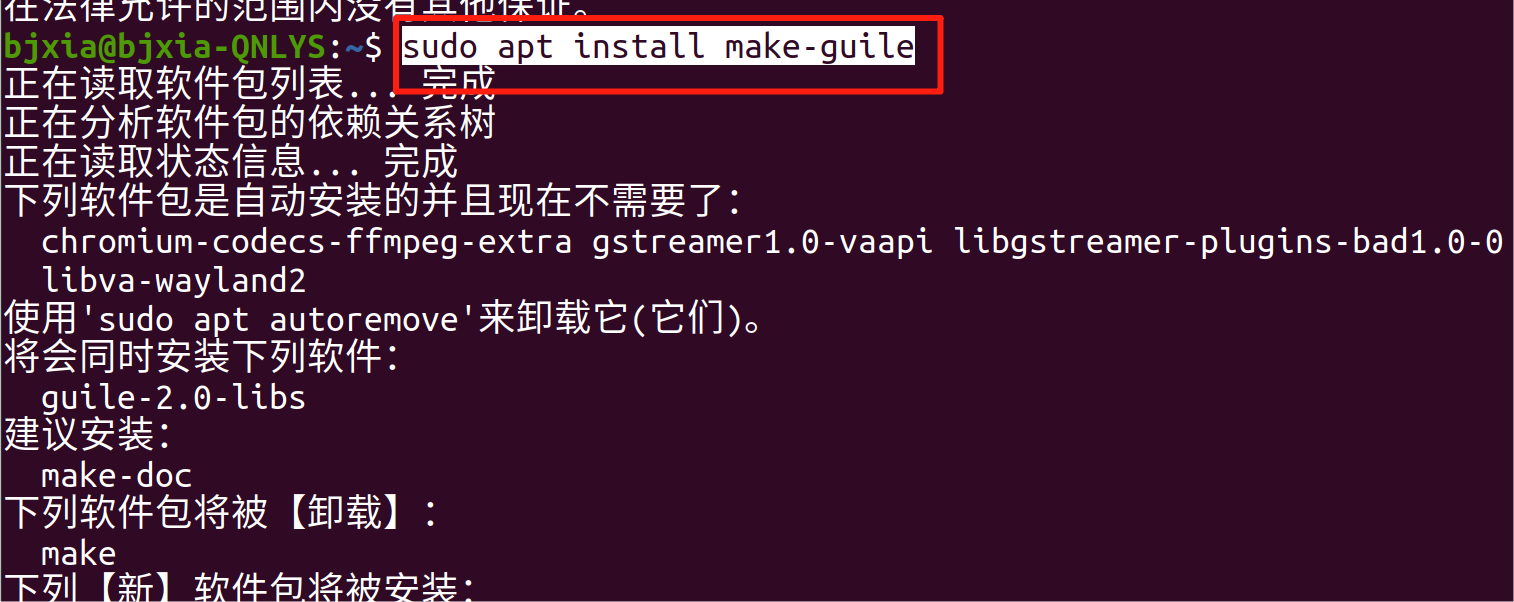 在法律允许的范围内没有其他保证。
bjxia@bjxia-QNLYS:~$ sudo apt install make-guile
正在读取软件包列表... 完成
正在分析软件包的依赖关系树
正在读取状态信息... 完成
下列软件包是自动安装的并且现在不需要了：
chromium-codecs-ffmpeg-extra gstreamer1.0-vaapi libgstreamer-plugins-bad1.0-0
libva-wayland2
使用'sudo apt autoremove'来卸载它(它们)。
将会同时安装下列软件：
guile-2.0-libs
建议安装：
make-doc
下列软件包将被【卸载】：
make
下列【新】软件包将被安装：